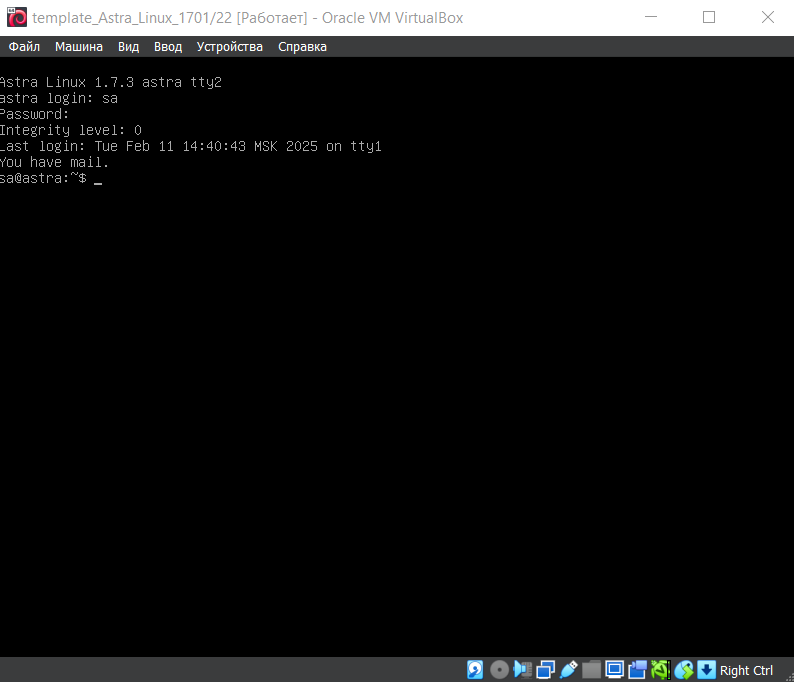 template_Astra_Linux_1701/22 [Работает] - Oracle VM VirtualBox
Файл Машина Вид Ввод Устройства Справка
Astra Linux 1.7.3 astra tty2
astra login: sa
Password:
Integrity level: 0
Last login: Tue Feb 11 14:40:43 MSK 2025 on tty1
You have mail.
sa@astra:~$ _
Right Ctrl